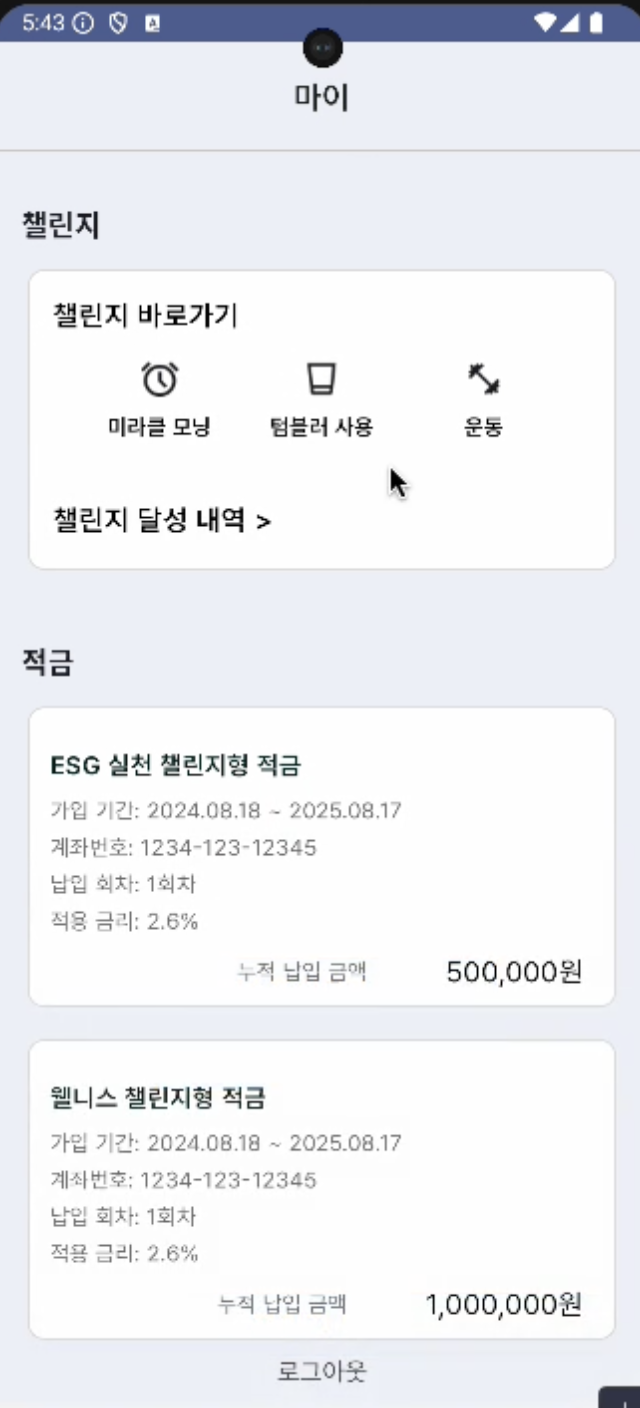 5:43
마이
챌린지
챌린지 바로가기
미라클 모닝 텀블러 사용 운동
챌린지 달성 내역 >
적금
ESG 실천 챌린지형 적금
가입 기간: 2024.08.18 ~ 2025.08.17
계좌번호: 1234-123-12345
납입 회차: 1회차
적용 금리: 2.6%
누적 납입 금액 500,000원
웰니스 챌린지형 적금
가입 기간: 2024.08.18 ~ 2025.08.17
계좌번호: 1234-123-12345
납입 회차: 1회차
적용 금리: 2.6%
누적 납입 금액 1,000,000원
로그아웃